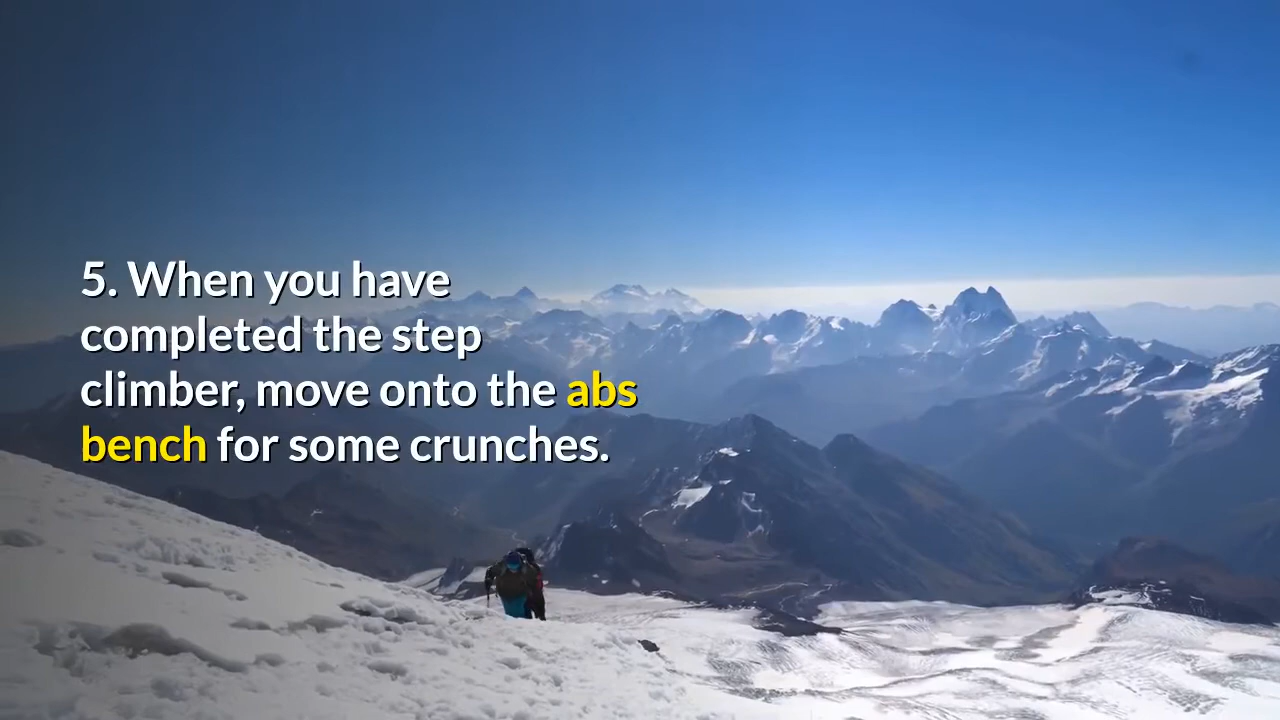 5. When you have
completed the step
climber, move onto the abs
bench for some crunches.